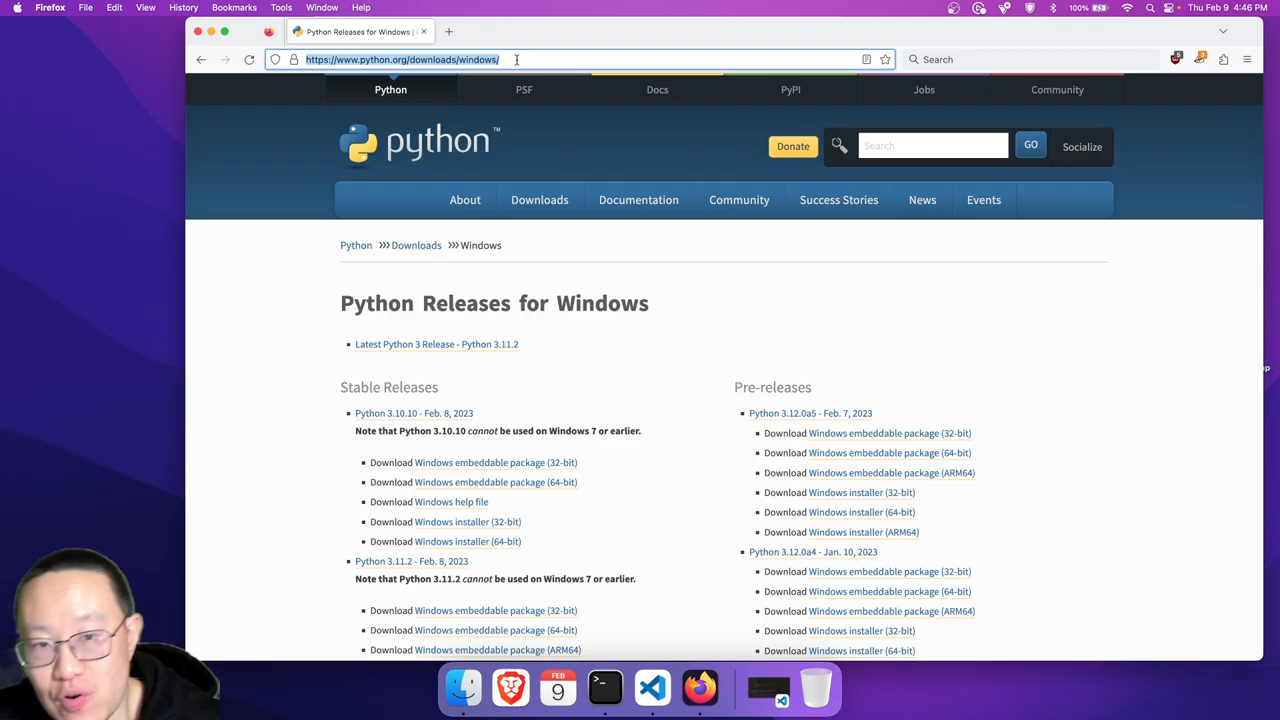 Firefox File Edit View History Bookmarks Tools Window Help 100% Thu Feb 9 4:46 PM
Python Releases for Windows |
https://www.python.org/downloads/windows/ Search
Python PSF Docs PyPI Jobs Community
python™ Donate Search GO Socialize
About Downloads Documentation Community Success Stories News Events
Python Downloads Windows
Python Releases for Windows
Latest Python 3 Release - Python 3.11.2
Stable Releases
Python 3.10.10 - Feb. 8, 2023
Note that Python 3.10.10 cannot be used on Windows 7 or earlier.
Download Windows embeddable package (32-bit)
Download Windows embeddable package (64-bit)
Download Windows help file
Download Windows installer (32-bit)
Download Windows installer (64-bit)
Python 3.11.2 - Feb. 8, 2023
Note that Python 3.11.2 cannot be used on Windows 7 or earlier.
Download Windows embeddable package (32-bit)
Download Windows embeddable package (64-bit)
Download Windows embeddable package (ARM64)
Pre-releases
Python 3.12.0a5 - Feb. 7, 2023
Download Windows embeddable package (32-bit)
Download Windows embeddable package (64-bit)
Download Windows embeddable package (ARM64)
Download Windows installer (32-bit)
Download Windows installer (64-bit)
Download Windows installer (ARM64)
Python 3.12.0a4 - Jan. 10, 2023
Download Windows embeddable package (32-bit)
Download Windows embeddable package (64-bit)
Download Windows embeddable package (ARM64)
Download Windows installer (32-bit)
Download Windows installer (64-bit)
FEB
9